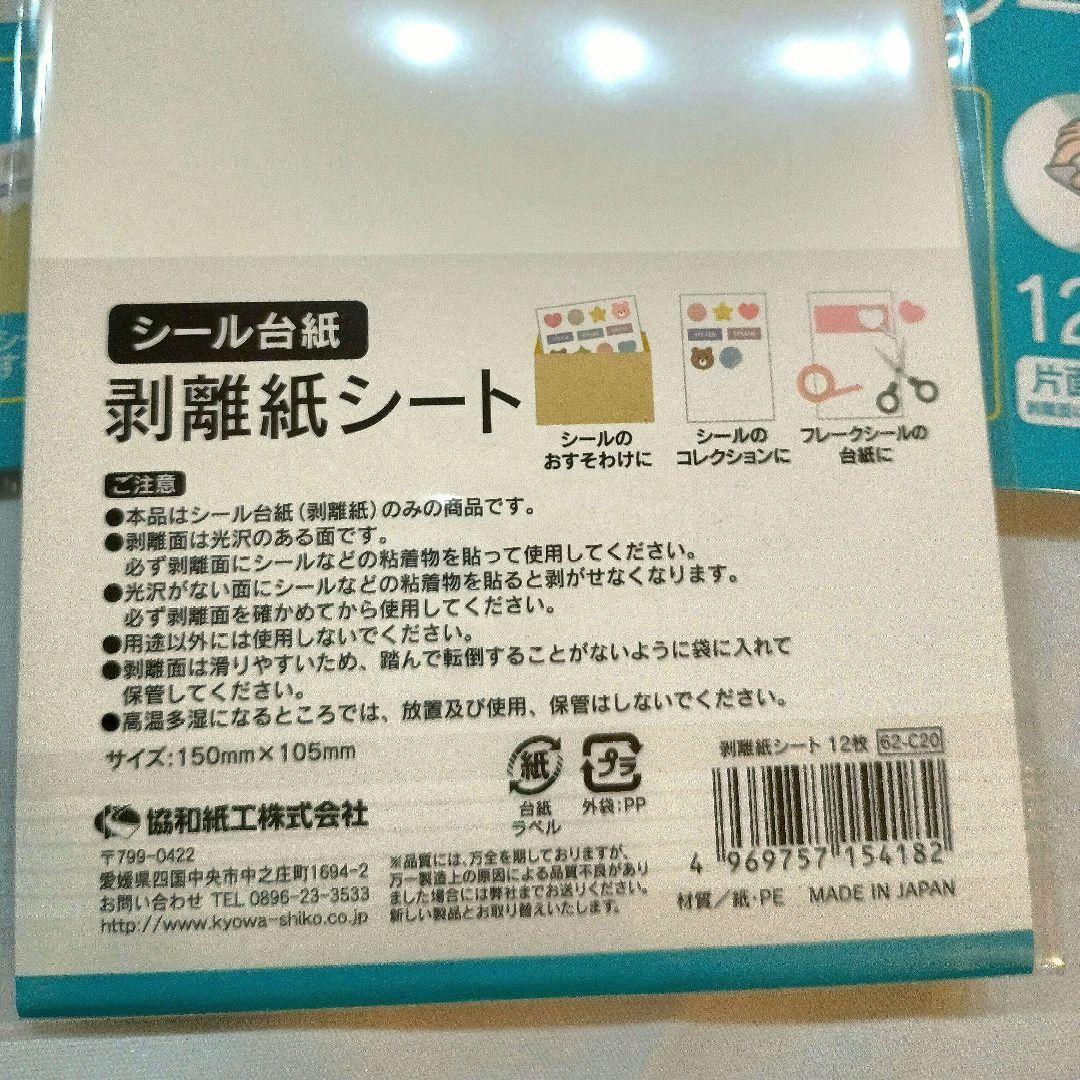 シール台紙
剥離紙シート
シールの
おすそわけに
シールの
コレクションに
フレークシールの
台紙に
ご注意
●本品はシール台紙(剥離紙)のみの商品です。
●剥離面は光沢のある面です。
必ず剥離面にシールなどの粘着物を貼って使用してください。
●光沢がない面にシールなどの粘着物を貼ると剥がせなくなります。
必ず剥離面を確かめてから使用してください。
●用途以外には使用しないでください。
●剥離面は滑りやすいため、踏んで転倒することがないように袋に入れて
保管してください。
●高温多湿になるところでは、放置及び使用、保管はしないでください。
サイズ:150mm×105mm
紙
台紙
ラベル
プラ
外袋:PP
剥離紙シート 12枚 62-C20
4 969757 154182
材質/紙・PE MADE IN JAPAN
協和紙工株式会社
〒799-0422
愛媛県四国中央市中之庄町1694-2
お問い合わせ TEL 0896-23-3533
http://www.kyowa-shiko.co.jp
※品質には、万全を期しておりますが、
万一製造上の原因による品質不良があり
ました場合には弊社までお送りください。
新しい製品とお取り替えいたします。
12
片面